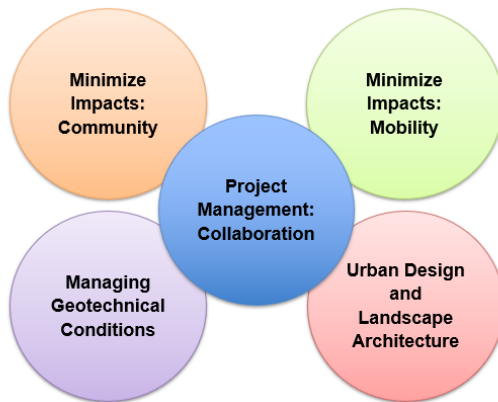 Minimize
Impacts:
Community
Minimize
Impacts:
Mobility
Project
Management:
Collaboration
Managing
Geotechnical
Conditions
Urban Design
and
Landscape
Architecture